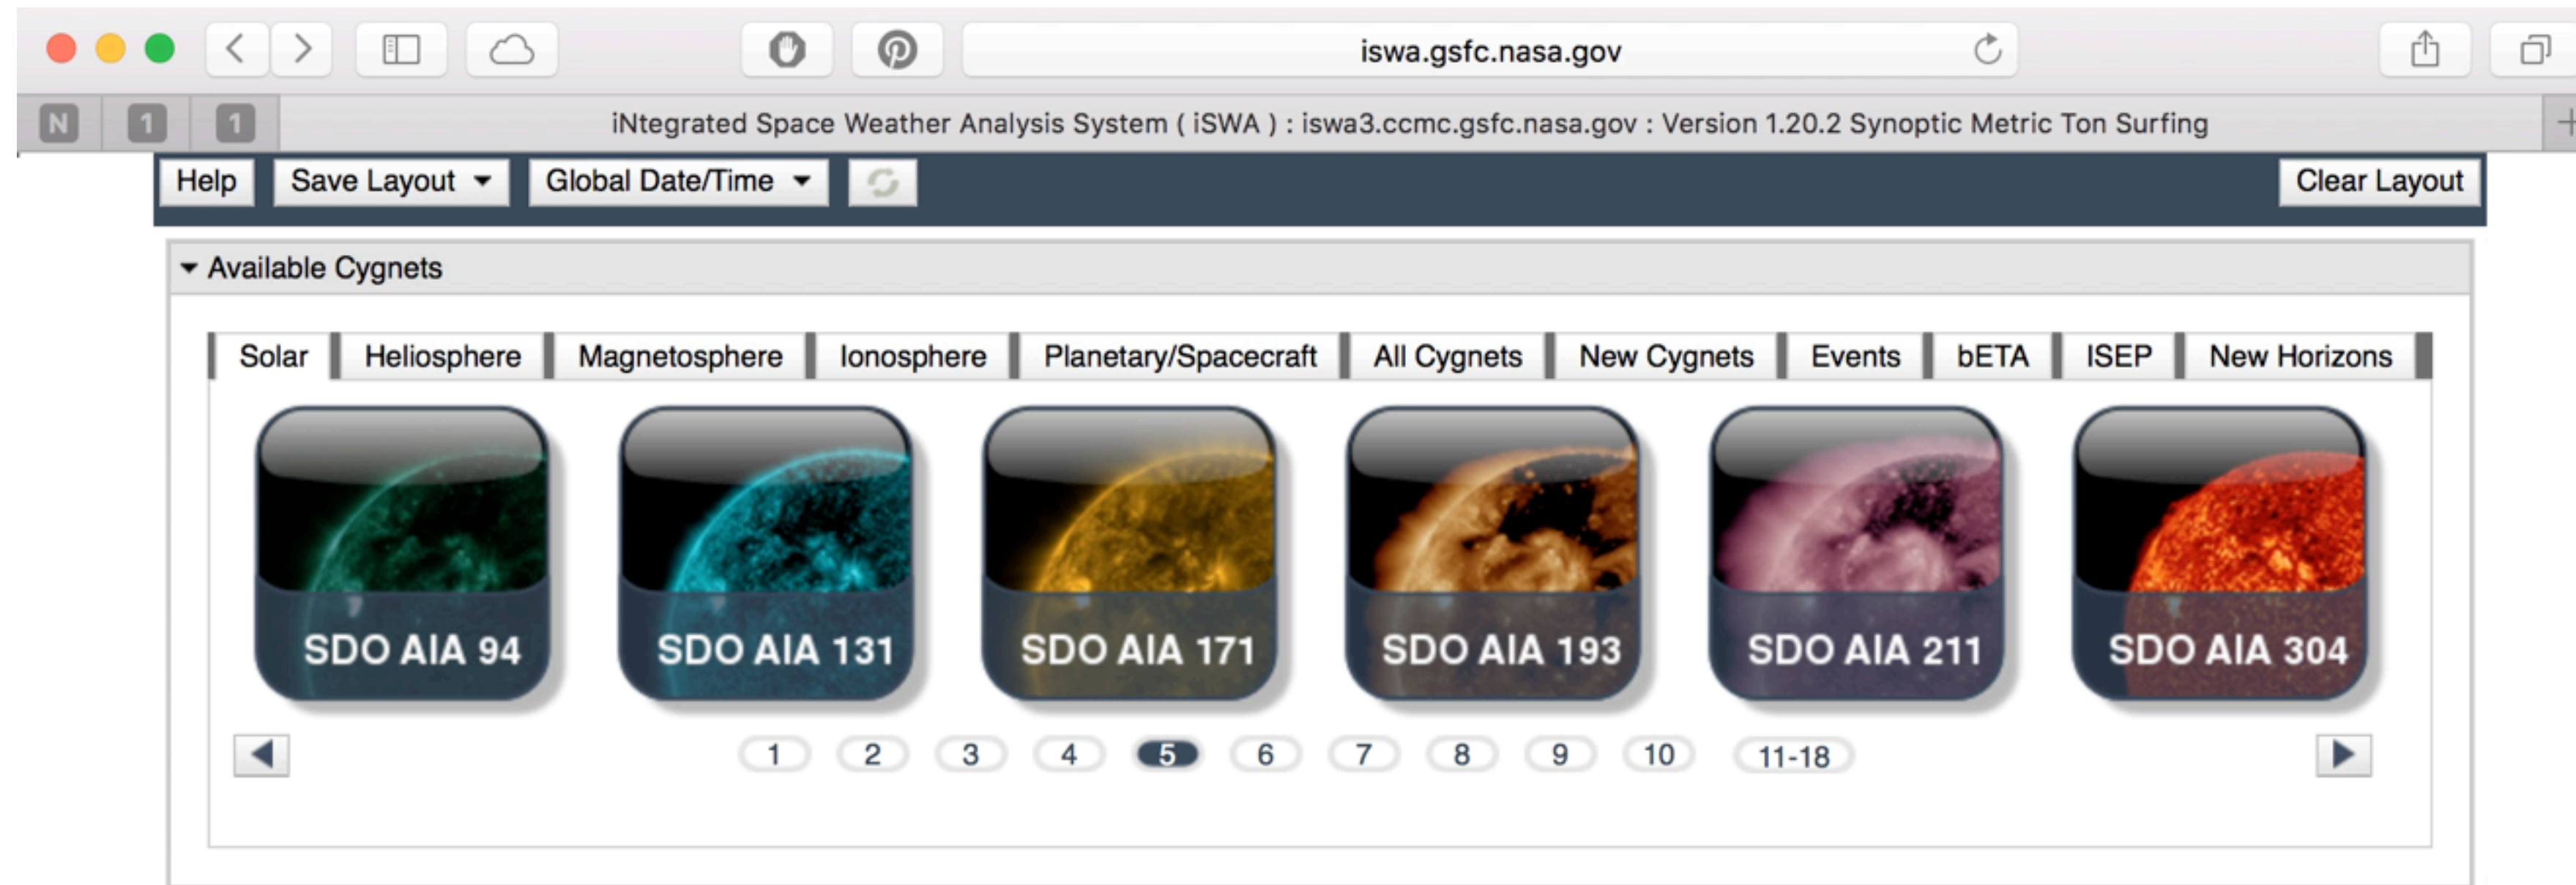 iswa.gsfc.nasa.gov
N 1 1 iNtegrated Space Weather Analysis System ( iSWA ) : iswa3.ccmc.gsfc.nasa.gov : Version 1.20.2 Synoptic Metric Ton Surfing
Help Save Layout Global Date/Time Clear Layout
Available Cygnets
Solar Heliosphere Magnetosphere Ionosphere Planetary/Spacecraft All Cygnets New Cygnets Events bETA ISEP New Horizons
SDO AIA 94 SDO AIA 131 SDO AIA 171 SDO AIA 193 SDO AIA 211 SDO AIA 304
1 2 3 4 5 6 7 8 9 10 11-18